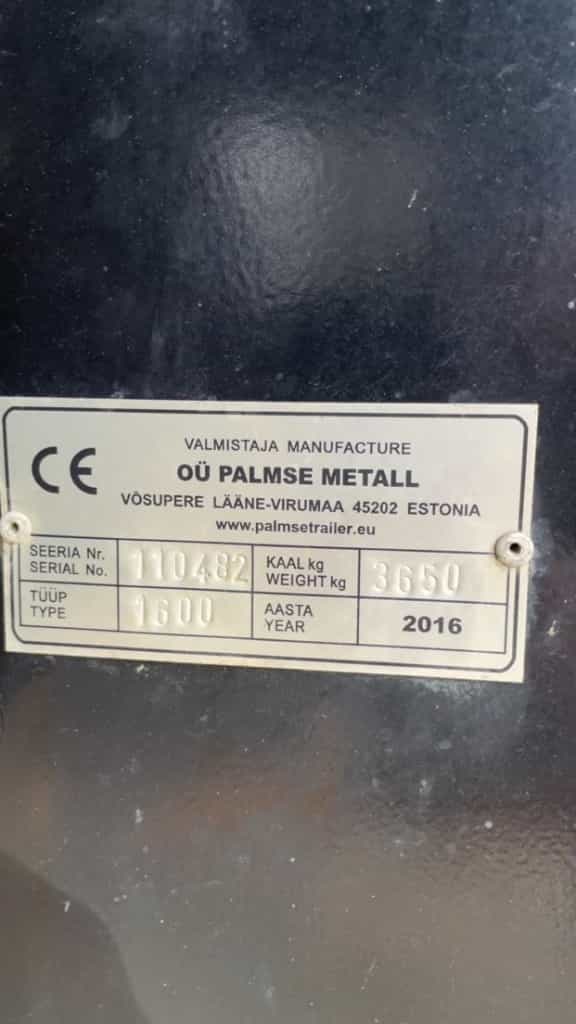 CE
VALMISTAJA MANUFACTURE
OÜ PALMSE METALL
VÕSUPERE LÄÄNE-VIRUMAA 45202 ESTONIA
www.palmsetrailer.eu
SEERIA Nr. SERIAL No. 110482 KAAL kg WEIGHT kg 3650
TÜÜP TYPE 1600 AASTA YEAR 2016